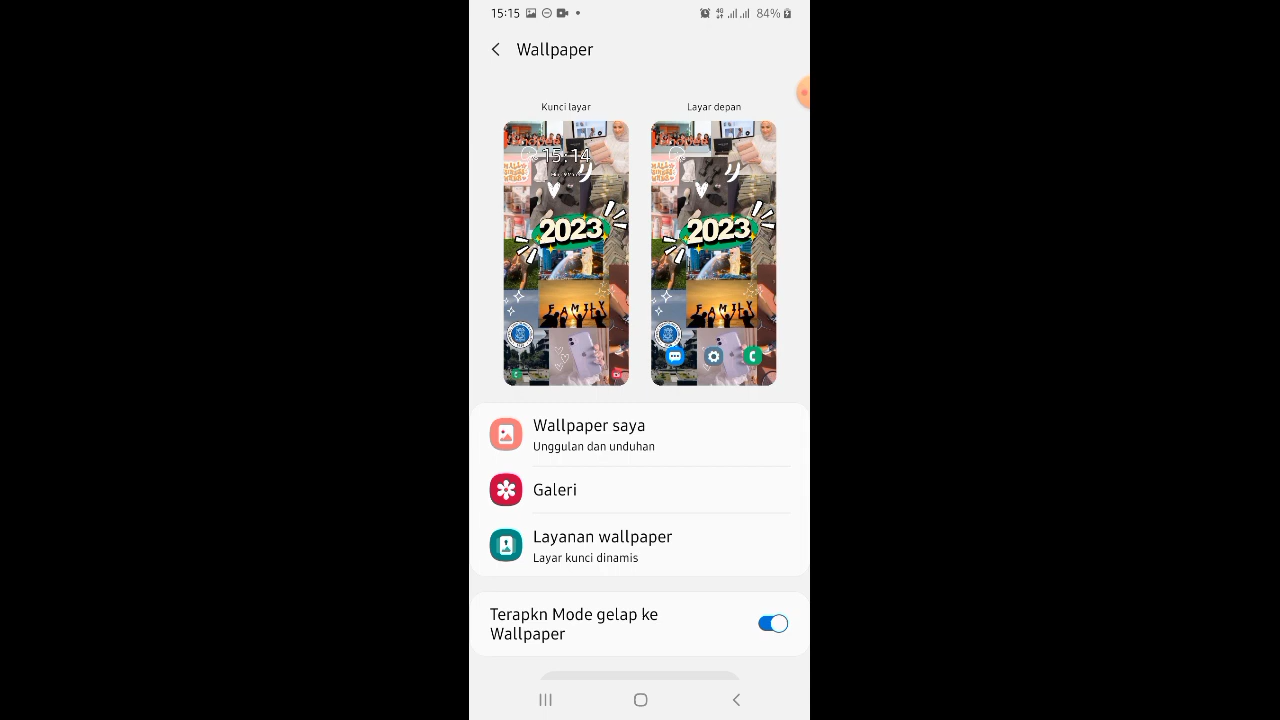 15:15 4G 84%
Wallpaper
Kunci layar Layar depan
15:14
2023 2023
FAMILY FAMILY
Wallpaper saya
Unggulan dan unduhan
Galeri
Layanan wallpaper
Layar kunci dinamis
Terapkn Mode gelap ke
Wallpaper